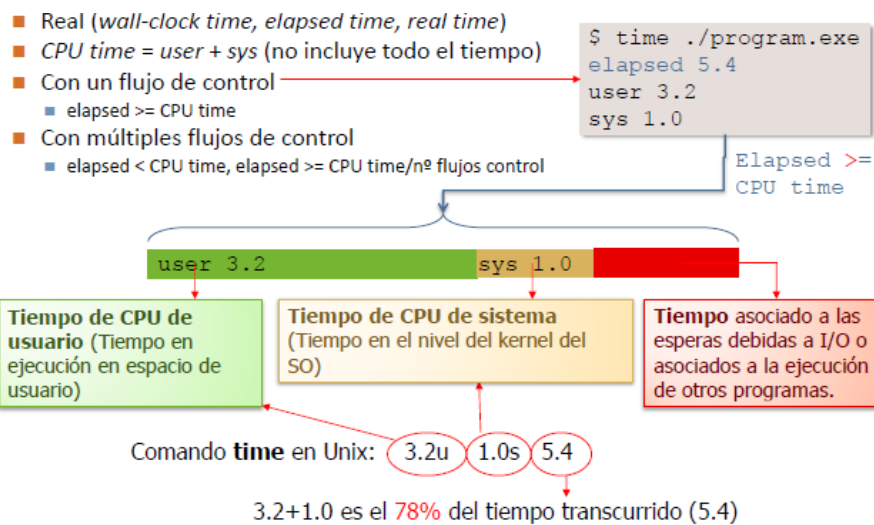 Real (wall-clock time, elapsed time, real time)
CPU time = user + sys (no incluye todo el tiempo)
Con un flujo de control
elapsed >= CPU time
Con múltiples flujos de control
elapsed < CPU time, elapsed >= CPU time/nº flujos control
$ time ./program.exe
elapsed 5.4
user 3.2
sys 1.0
Elapsed >=
CPU time
user 3.2
sys 1.0
Tiempo de CPU de
usuario (Tiempo en
ejecución en espacio de
usuario)
Tiempo de CPU de sistema
(Tiempo en el nivel del kernel del
SO)
Tiempo asociado a las
esperas debidas a I/O o
asociados a la ejecución
de otros programas.
Comando time en Unix: 3.2u 1.0s 5.4
3.2+1.0 es el 78% del tiempo transcurrido (5.4)